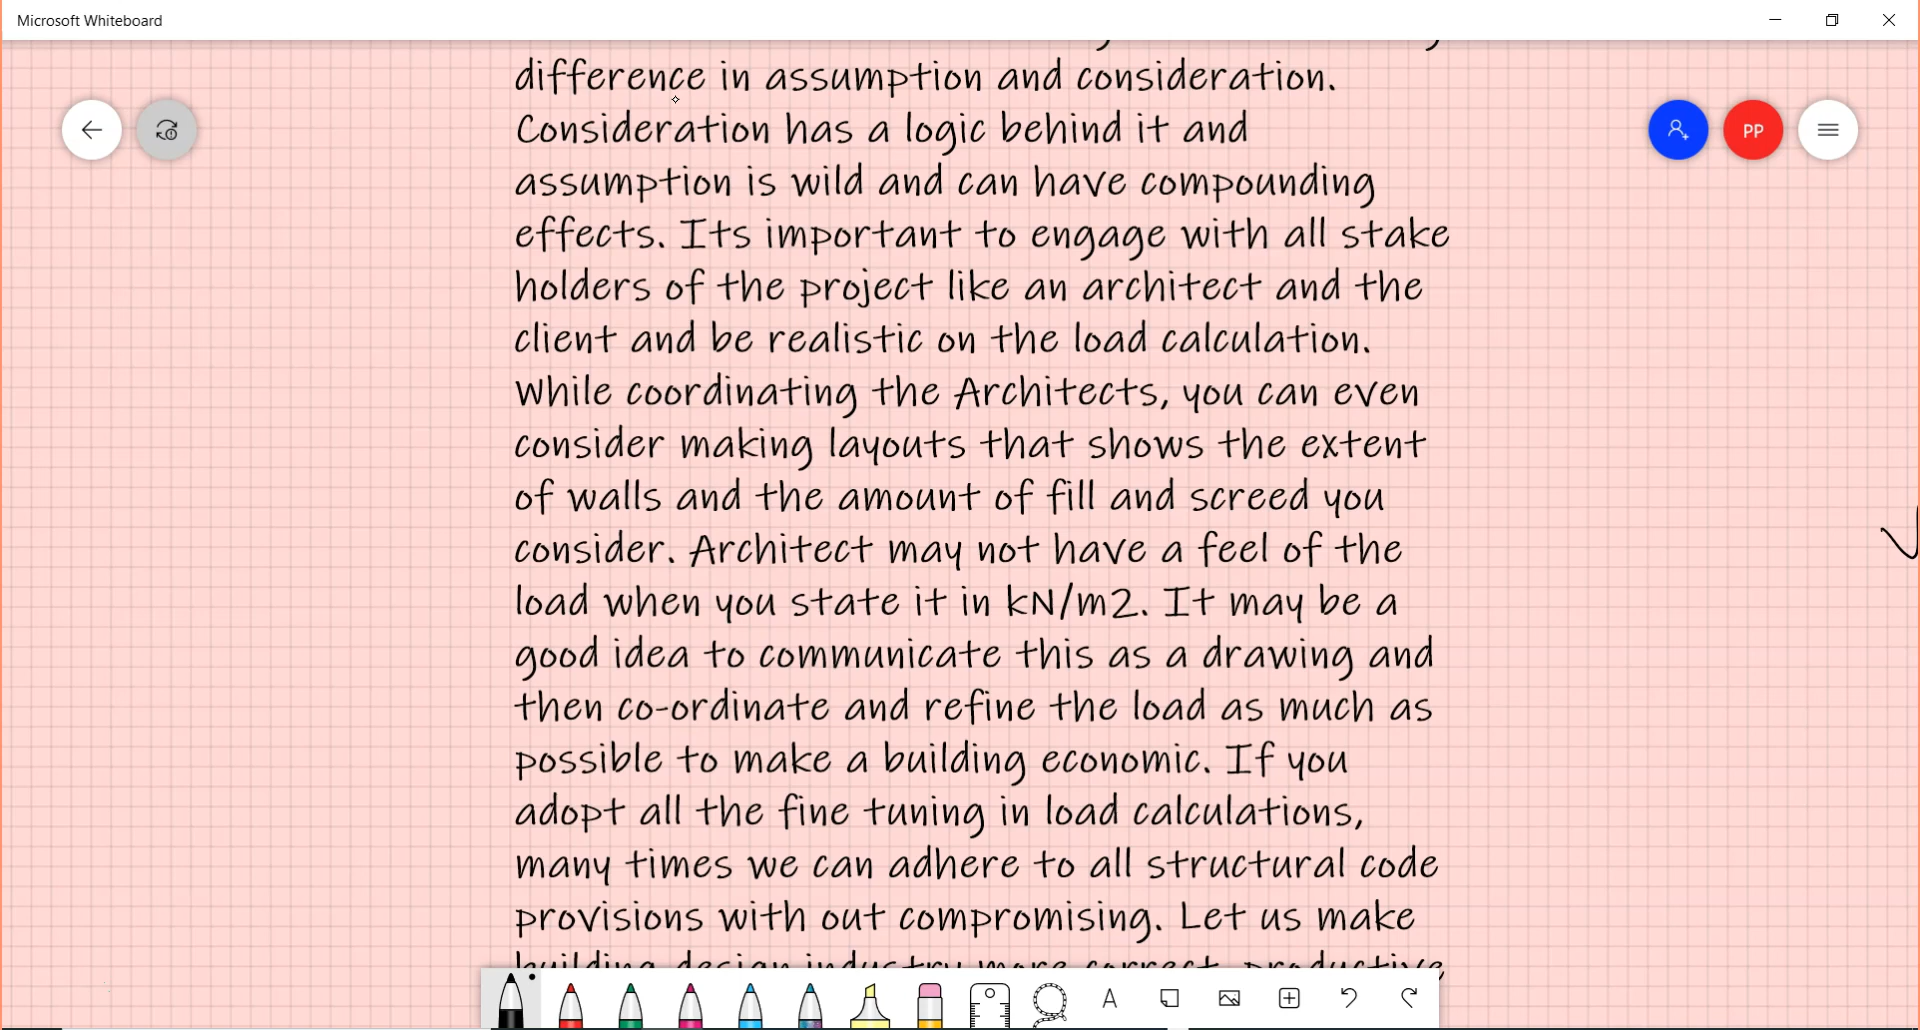 Microsoft Whiteboard
difference in assumption and consideration.
Consideration has a logic behind it and
PP
assumption is wild and can have compounding
effects. Its important to engage with all stake
holders of the project like an architect and the
client and be realistic on the load calculation.
While coordinating the Architects, you can even
consider making layouts that shows the extent
of walls and the amount of fill and screed you
consider. Architect may not have a feel of the
load when you state it in kN/m2. It may be a
good idea to communicate this as a drawing and
then co-ordinate and refine the load as much as
possible to make a building economic. If you
adopt all the fine tuning in load calculations,
many times we can adhere to all structural code
provisions with out compromising. Let us make
building design industry more correct, productive
A